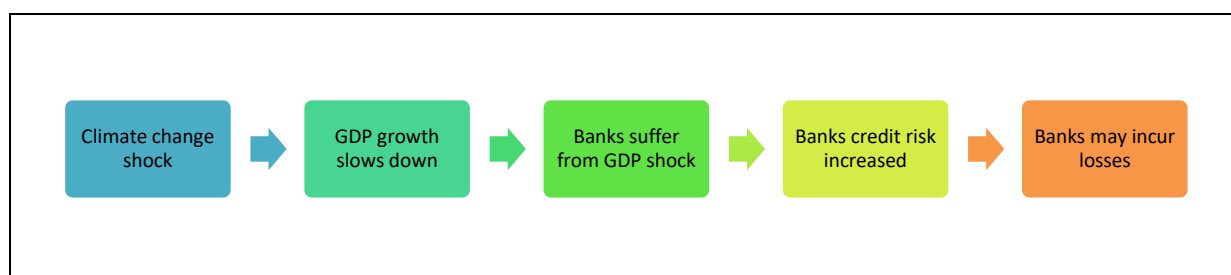 Climate change
shock
GDP growth
slows down
Banks suffer
from GDP shock
Banks credit risk
increased
Banks may incur
losses